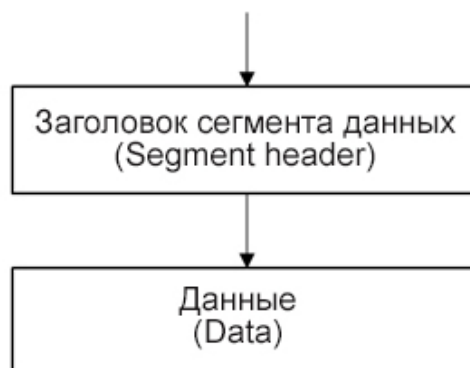 Заголовок сегмента данных
(Segment header)
Данные
(Data)